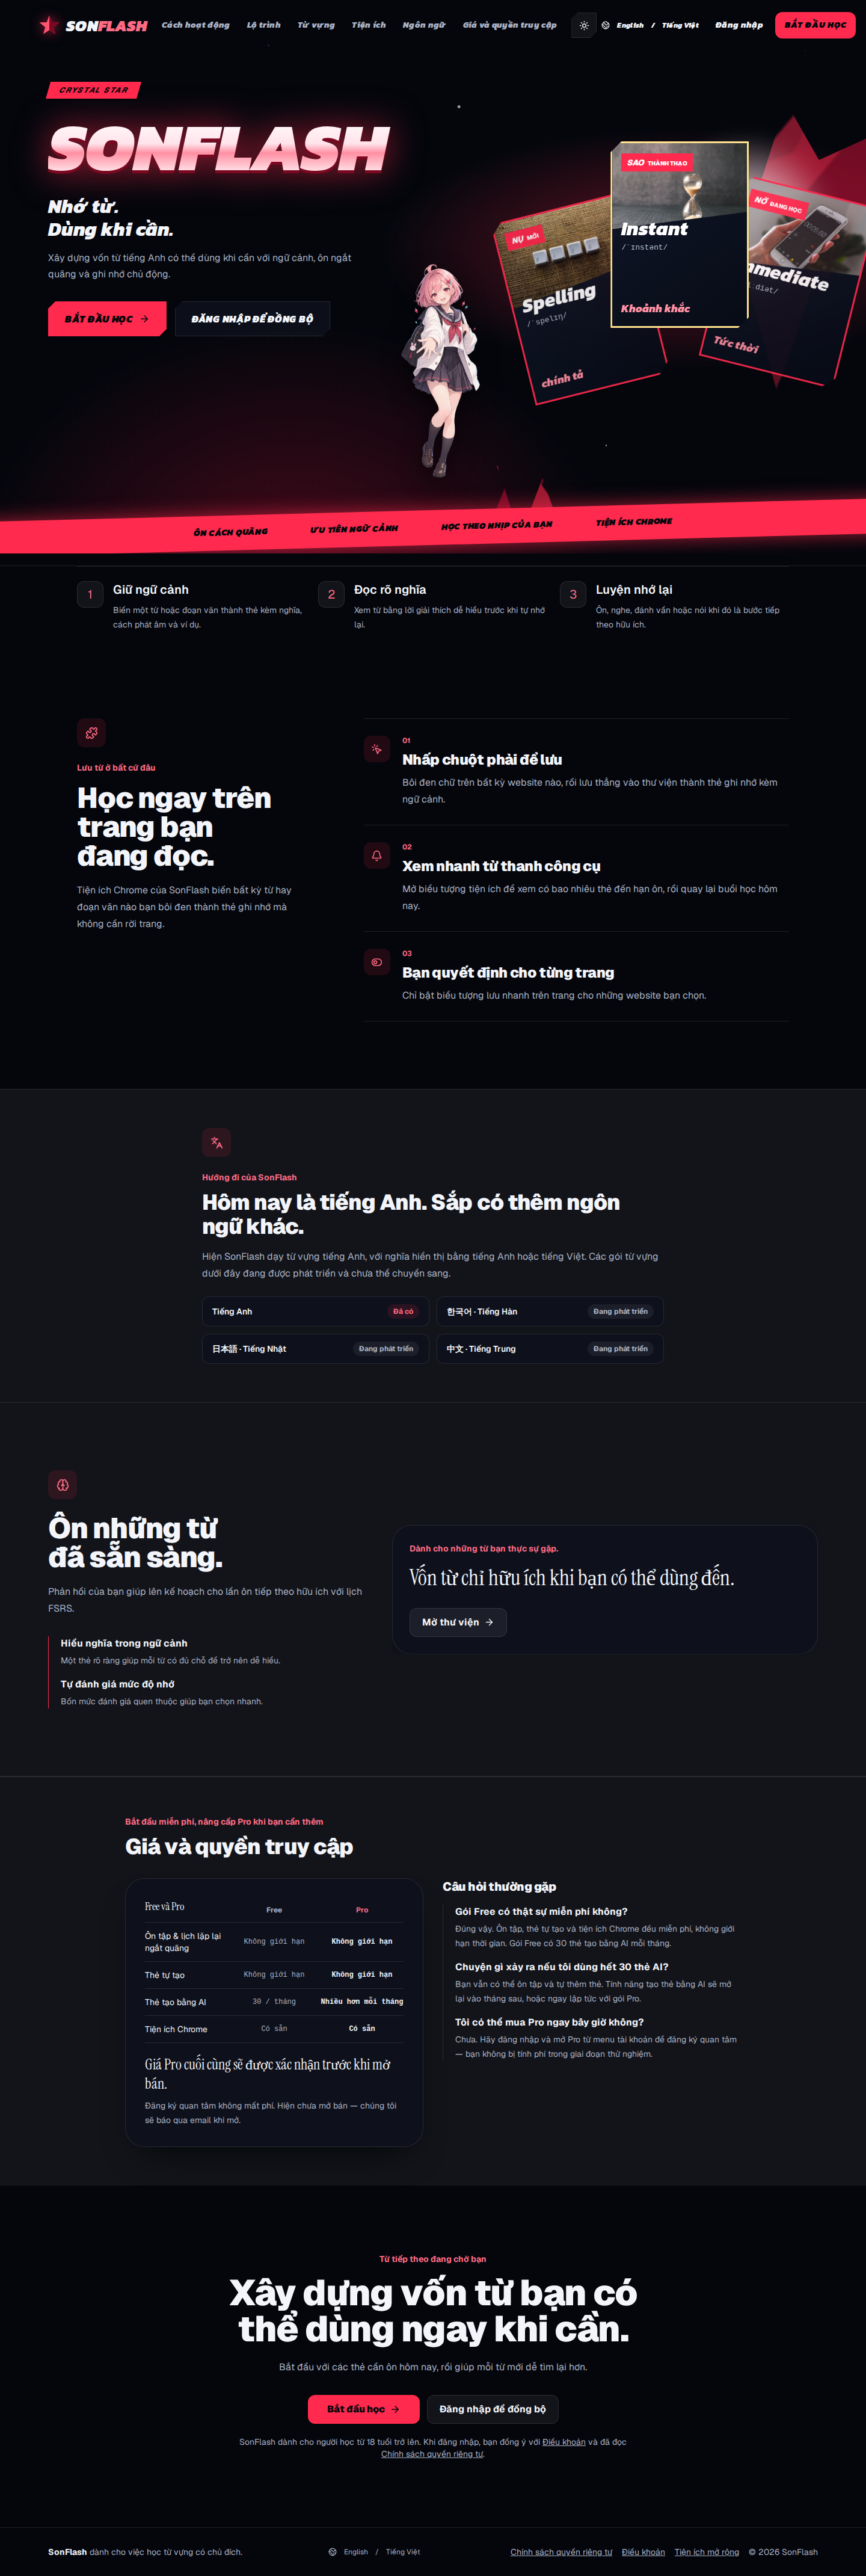 SONFLASH
Cách hoạt động
Lộ trình
Từ vựng
Tiện ích
Ngôn ngữ
Giá và quyền truy cập
English / Tiếng Việt
Đăng nhập
BẮT ĐẦU HỌC
CRYSTAL STAR
SONFLASH
Nhớ từ.
Dùng khi cần.
Xây dựng vốn từ tiếng Anh có thể dùng khi cần với ngữ cảnh, ôn ngắt
quãng và ghi nhớ chủ động.
BẮT ĐẦU HỌC
ĐĂNG NHẬP ĐỂ ĐỒNG BỘ
NỤ MỚI
Spelling
/ˈspelɪŋ/
chính tả
SAO THÀNH THẠO
Instant
/ˈɪnstənt/
Khoảnh khắc
NỞ ĐANG HỌC
mmediate
diət/
Tức thời
ÔN CÁCH QUÃNG
ƯU TIÊN NGỮ CẢNH
HỌC THEO NHỊP CỦA BẠN
TIỆN ÍCH CHROME
1
Giữ ngữ cảnh
Biến một từ hoặc đoạn văn thành thẻ kèm nghĩa,
cách phát âm và ví dụ.
2
Đọc rõ nghĩa
Xem từ bằng lời giải thích dễ hiểu trước khi tự nhớ
lại.
3
Luyện nhớ lại
Ôn, nghe, đánh vần hoặc nói khi đó là bước tiếp
theo hữu ích.
Lưu từ ở bất cứ đâu
Học ngay trên
trang bạn
đang đọc.
Tiện ích Chrome của SonFlash biến bất kỳ từ hay
đoạn văn nào bạn bôi đen thành thẻ ghi nhớ mà
không cần rời trang.
01
Nhấp chuột phải để lưu
Bôi đen chữ trên bất kỳ website nào, rồi lưu thẳng vào thư viện thành thẻ ghi nhớ kèm
ngữ cảnh.
02
Xem nhanh từ thanh công cụ
Mở biểu tượng tiện ích để xem có bao nhiêu thẻ đến hạn ôn, rồi quay lại buổi học hôm
nay.
03
Bạn quyết định cho từng trang
Chỉ bật biểu tượng lưu nhanh trên trang cho những website bạn chọn.
Hướng đi của SonFlash
Hôm nay là tiếng Anh. Sắp có thêm ngôn
ngữ khác.
Hiện SonFlash dạy từ vựng tiếng Anh, với nghĩa hiển thị bằng tiếng Anh hoặc tiếng Việt. Các gói từ vựng
dưới đây đang được phát triển và chưa thể chuyển sang.
Tiếng Anh
Đã có
한국어 · Tiếng Hàn
Đang phát triển
日本語 · Tiếng Nhật
Đang phát triển
中文 · Tiếng Trung
Đang phát triển
Ôn những từ
đã sẵn sàng.
Phản hồi của bạn giúp lên kế hoạch cho lần ôn tiếp theo hữu ích với lịch
FSRS.
Hiểu nghĩa trong ngữ cảnh
Một thẻ rõ ràng giúp mỗi từ có đủ chỗ để trở nên dễ hiểu.
Tự đánh giá mức độ nhớ
Bốn mức đánh giá quen thuộc giúp bạn chọn nhanh.
Dành cho những từ bạn thực sự gặp.
Vốn từ chỉ hữu ích khi bạn có thể dùng đến.
Mở thư viện
Bắt đầu miễn phí, nâng cấp Pro khi bạn cần thêm
Giá và quyền truy cập
Free và Pro
Free
Pro
Ôn tập & lịch lặp lại
ngắt quãng
Không giới hạn
Không giới hạn
Thẻ tự tạo
Không giới hạn
Không giới hạn
Thẻ tạo bằng AI
30 / tháng
Nhiều hơn mỗi tháng
Tiện ích Chrome
Có sẵn
Có sẵn
Giá Pro cuối cùng sẽ được xác nhận trước khi mở
bán.
Đăng ký quan tâm không mất phí. Hiện chưa mở bán — chúng tôi
sẽ báo qua email khi mở.
Câu hỏi thường gặp
Gói Free có thật sự miễn phí không?
Đúng vậy. Ôn tập, thẻ tự tạo và tiện ích Chrome đều miễn phí, không giới
hạn thời gian. Gói Free có 30 thẻ tạo bằng AI mỗi tháng.
Chuyện gì xảy ra nếu tôi dùng hết 30 thẻ AI?
Bạn vẫn có thể ôn tập và tự thêm thẻ. Tính năng tạo thẻ bằng AI sẽ mở
lại vào tháng sau, hoặc ngay lập tức với gói Pro.
Tôi có thể mua Pro ngay bây giờ không?
Chưa. Hãy đăng nhập và mở Pro từ menu tài khoản để đăng ký quan tâm
— bạn không bị tính phí trong giai đoạn thử nghiệm.
Từ tiếp theo đang chờ bạn
Xây dựng vốn từ bạn có
thể dùng ngay khi cần.
Bắt đầu với các thẻ cần ôn hôm nay, rồi giúp mỗi từ mới dễ tìm lại hơn.
Bắt đầu học
Đăng nhập để đồng bộ
SonFlash dành cho người học từ 18 tuổi trở lên. Khi đăng nhập, bạn đồng ý với Điều khoản và đã đọc
Chính sách quyền riêng tư.
SonFlash dành cho việc học từ vựng có chủ đích.
English / Tiếng Việt
Chính sách quyền riêng tư
Điều khoản
Tiện ích mở rộng
© 2026 SonFlash